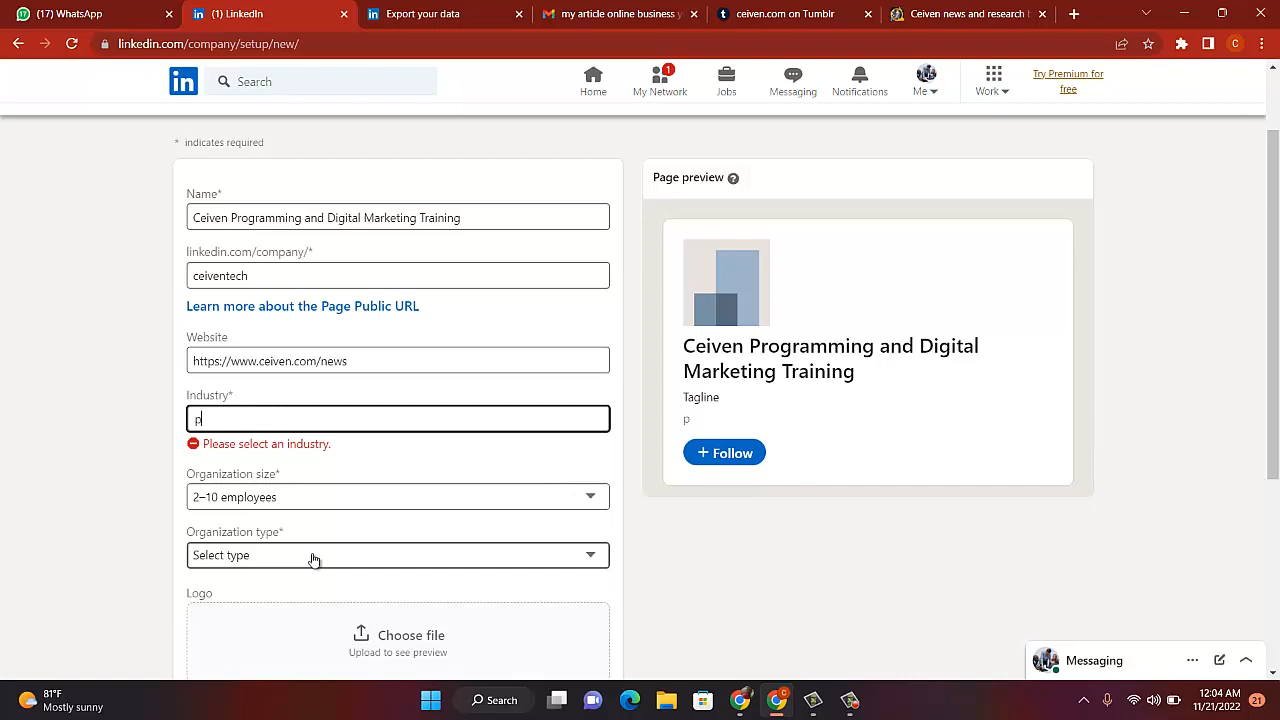 (17) WhatsApp
(1) LinkedIn
Export your data
my article online business y
ceiven.com on Tumblr
Ceiven news and research b
linkedin.com/company/setup/new/
C
in
Search
Home
1
My Network
Jobs
Messaging
Notifications
Me
Work
Try Premium for
free
* indicates required
Name*
Ceiven Programming and Digital Marketing Training
linkedin.com/company/*
ceiventech
Learn more about the Page Public URL
Website
https://www.ceiven.com/news
Industry*
p
Please select an industry.
Organization size*
2–10 employees
Organization type*
Select type
Logo
Choose file
Upload to see preview
Page preview
Ceiven Programming and Digital
Marketing Training
Tagline
p
+ Follow
Messaging
81°F
Mostly sunny
Search
12:04 AM
11/21/2022
21